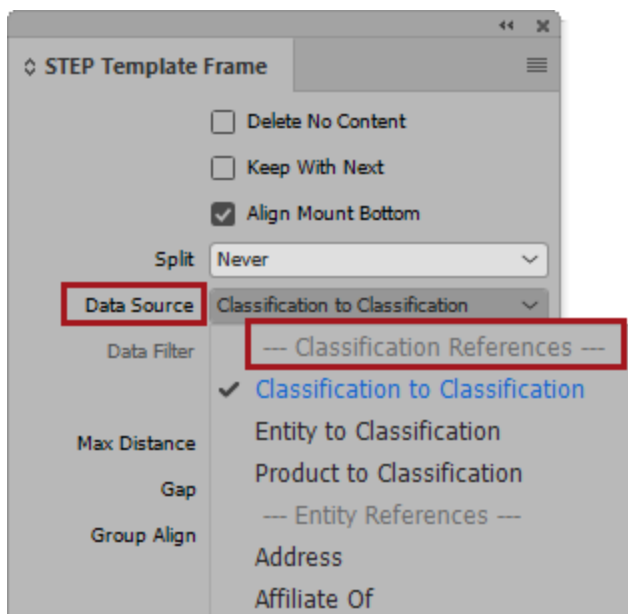 STEP Template Frame
Delete No Content
Keep With Next
Align Mount Bottom
Split Never
Data Source Classification to Classification
Data Filter --- Classification References ---
Classification to Classification
Entity to Classification
Max Distance
Product to Classification
Gap
--- Entity References ---
Group Align
Address
Affiliate Of